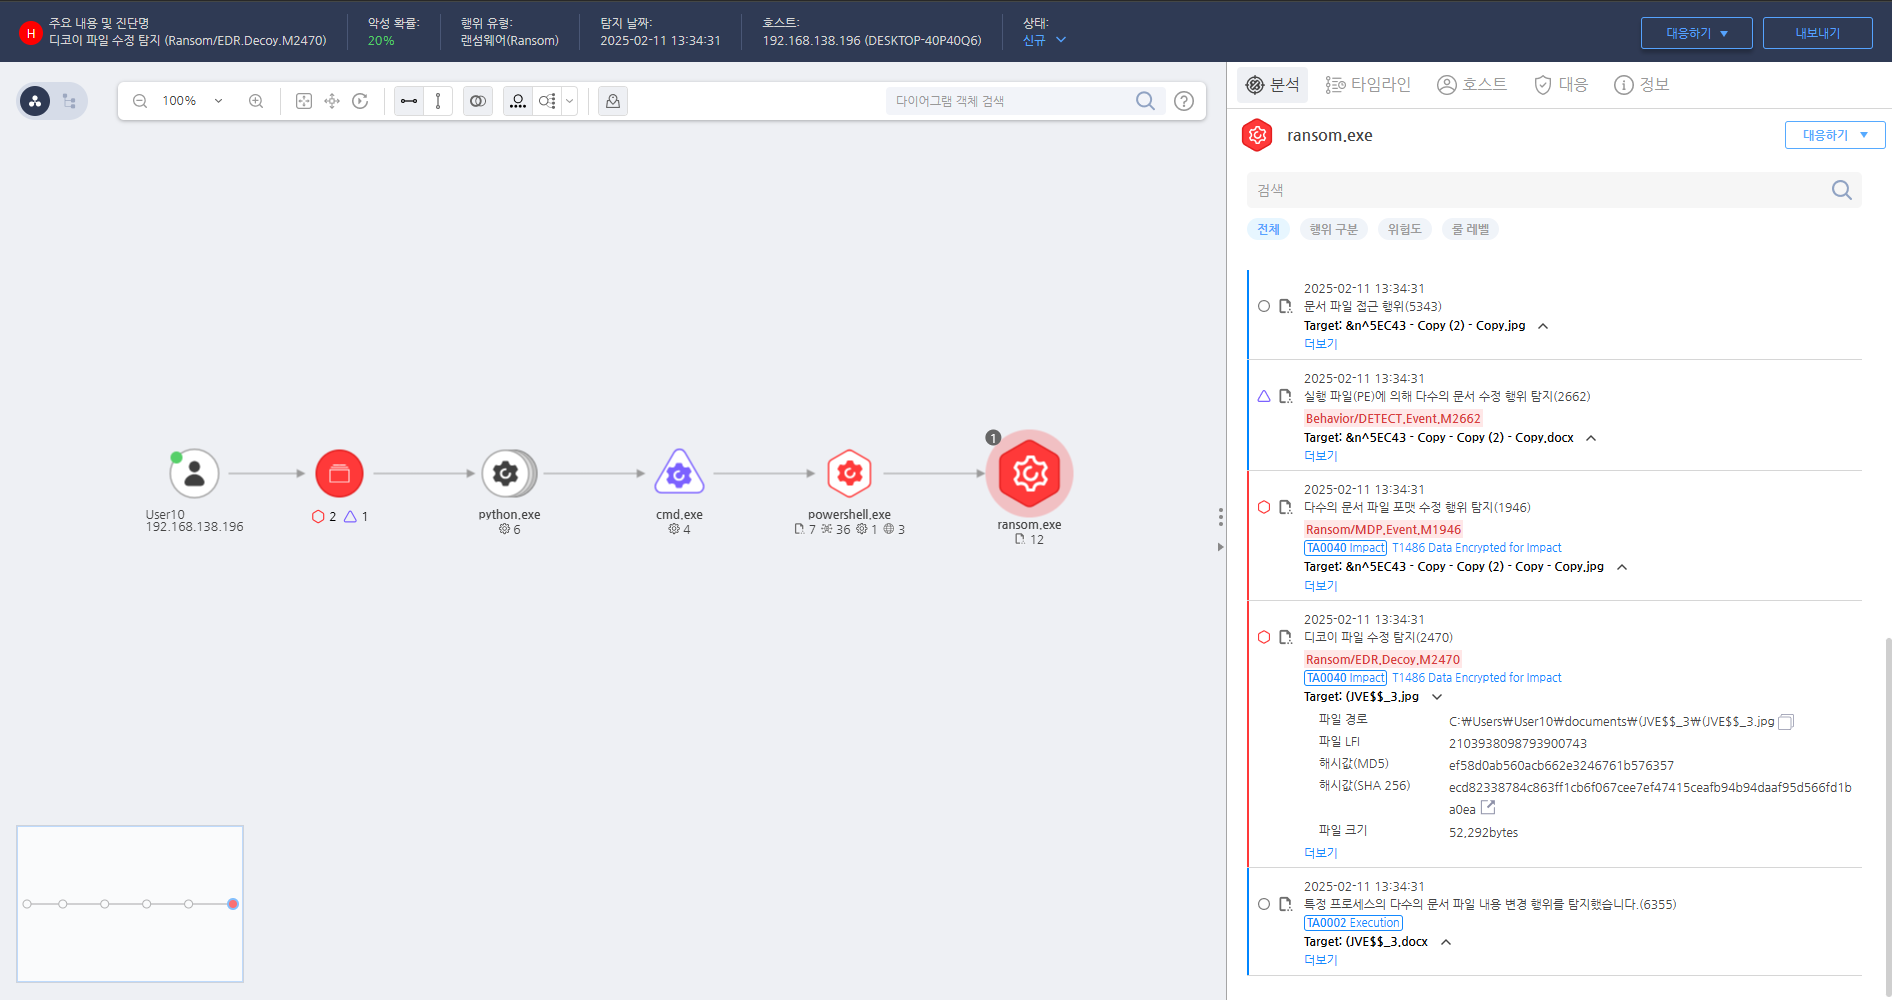 H
주요 내용 및 진단명
디코이 파일 수정 탐지 (Ransom/EDR.Decoy.M2470)
악성 확률:
20%
행위 유형:
랜섬웨어(Ransom)
탐지 날짜:
2025-02-11 13:34:31
호스트:
192.168.138.196 (DESKTOP-40P40Q6)
상태:
신규
대응하기
내보내기
100%
다이어그램 객체 검색
분석
타임라인
호스트
대응
정보
ransom.exe
대응하기
검색
전체
행위 구분
위험도
룰 레벨
2025-02-11 13:34:31
문서 파일 접근 행위(5343)
Target: &n^5EC43 - Copy (2) - Copy.jpg
더보기
2025-02-11 13:34:31
실행 파일(PE)에 의해 다수의 문서 수정 행위 탐지(2662)
Behavior/DETECT.Event.M2662
Target: &n^5EC43 - Copy - Copy (2) - Copy.docx
더보기
2025-02-11 13:34:31
다수의 문서 파일 포맷 수정 행위 탐지(1946)
Ransom/MDP.Event.M1946
TA0040 Impact T1486 Data Encrypted for Impact
Target: &n^5EC43 - Copy - Copy (2) - Copy - Copy.jpg
더보기
2025-02-11 13:34:31
디코이 파일 수정 탐지(2470)
Ransom/EDR.Decoy.M2470
TA0040 Impact T1486 Data Encrypted for Impact
Target: (JVE$$_3.jpg
파일 경로 C:₩Users₩User10₩documents₩(JVE$$_3₩(JVE$$_3.jpg
파일 LFI 2103938098793900743
해시값(MD5) ef58d0ab560acb662e3246761b576357
해시값(SHA 256) ecd82338784c863ff1cb6f067cee7ef47415ceafb94b94daaf95d566fd1b
a0ea
파일 크기 52,292bytes
더보기
2025-02-11 13:34:31
특정 프로세스의 다수의 문서 파일 내용 변경 행위를 탐지했습니다.(6355)
TA0002 Execution
Target: (JVE$$_3.docx
더보기
User10
192.168.138.196
2 1
python.exe
6
cmd.exe
4
powershell.exe
7 36 1 3
1
ransom.exe
12